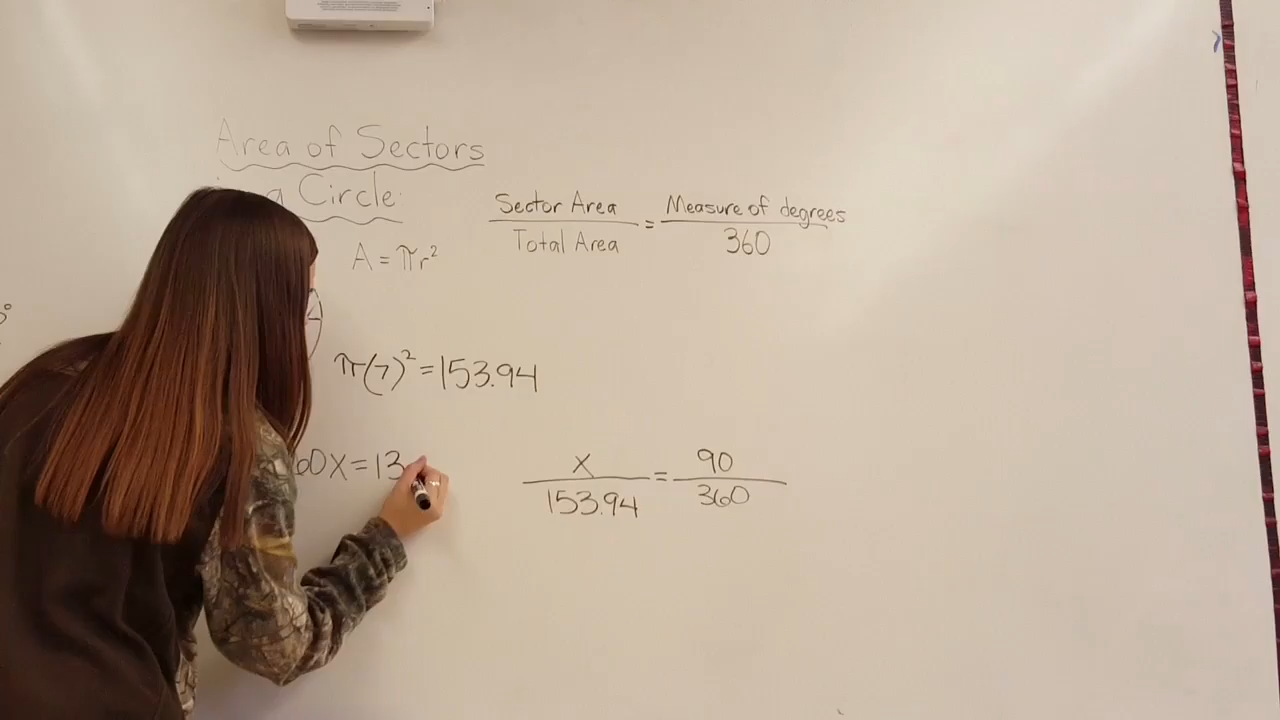 Area of Sectors
Circle:
Sector Area = Measure of degrees
Total Area 360
A = πr²
π(7)² = 153.94
60x = 13
x = 90
153.94 360